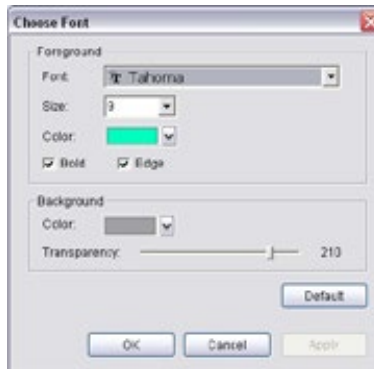 Choose Font
Foreground
Font: Tahoma
Size: 9
Color:
Bold Edge
Background
Color:
Transparency: 210
Default
OK Cancel Apply